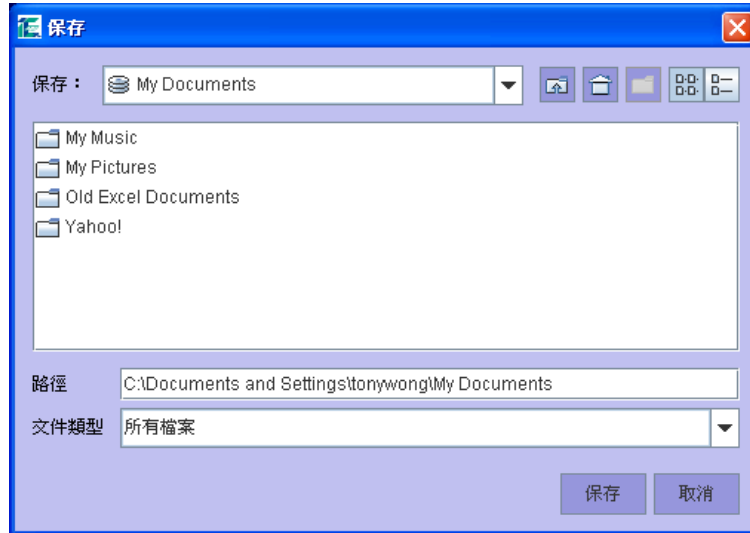 保存
保存： My Documents
My Music
My Pictures
Old Excel Documents
Yahoo!
路徑 C:\Documents and Settings\tonywong\My Documents
文件類型 所有檔案
保存 取消